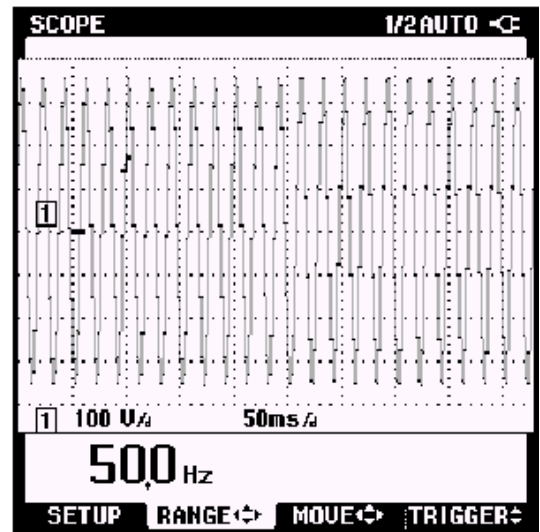 SCOPE 1/2 AUTO
1
1 100 V/d 50ms/d
50.0 Hz
SETUP RANGE MOVE TRIGGER